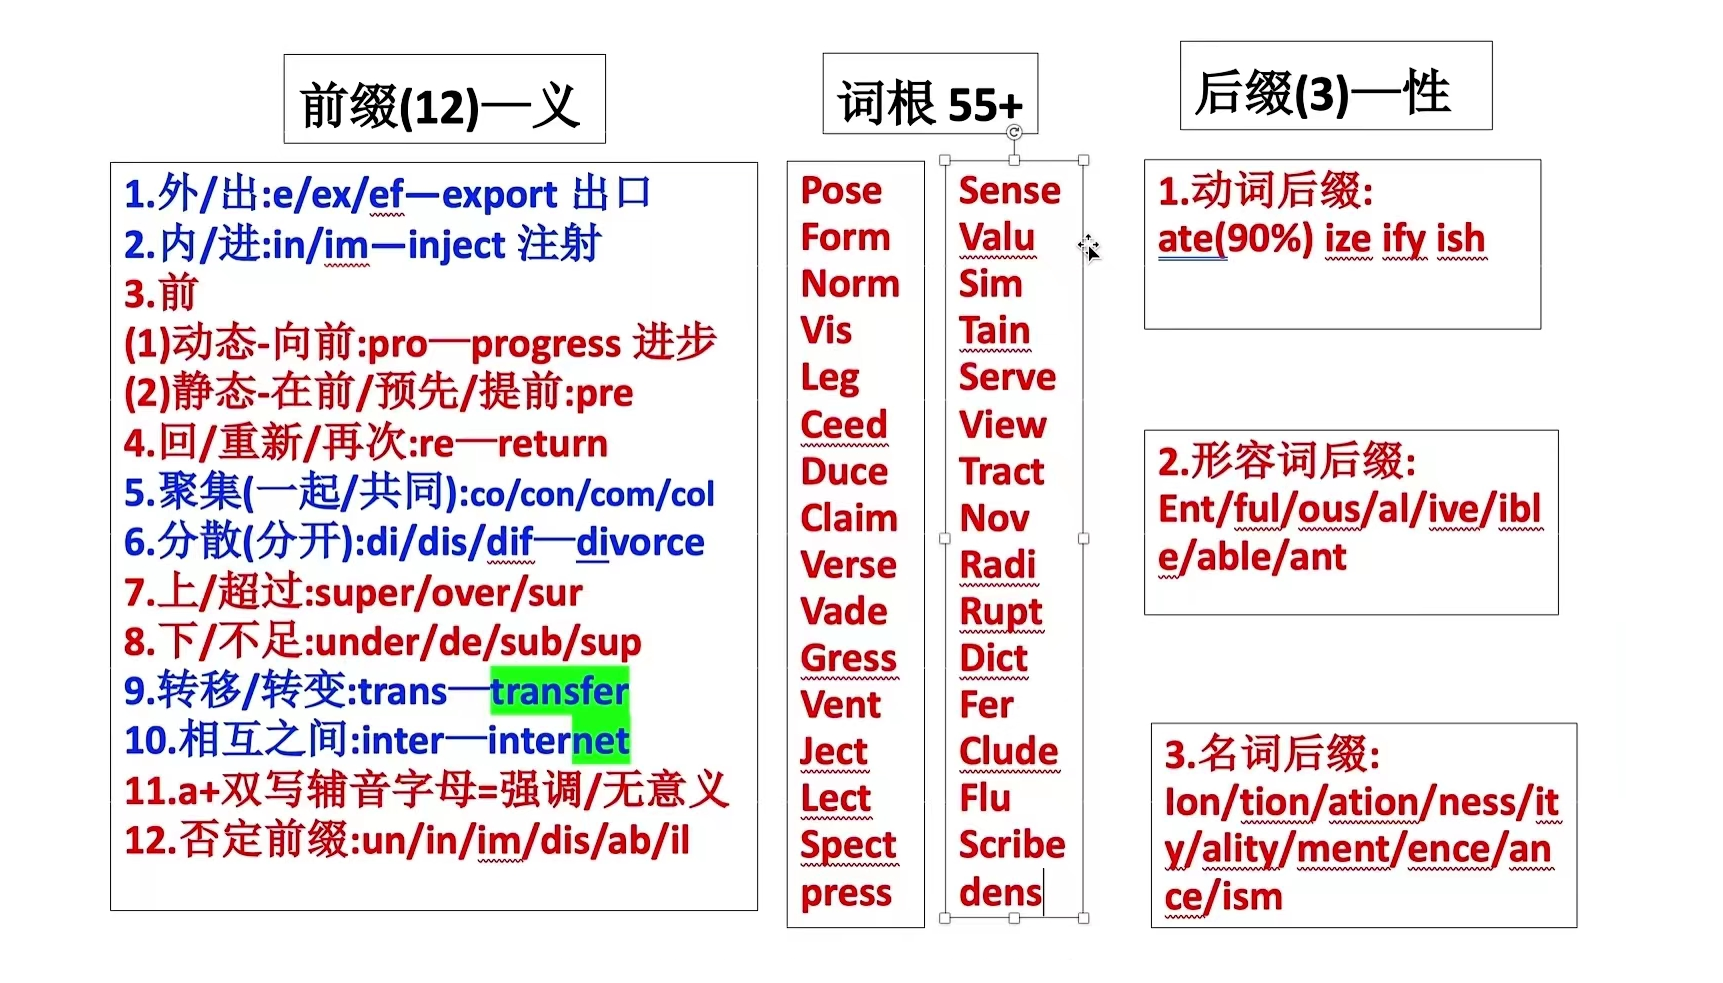 前缀(12)—义
1.外/出:e/ex/ef—export 出口
2.内/进:in/im—inject 注射
3.前
(1)动态-向前:pro—progress 进步
(2)静态-在前/预先/提前:pre
4.回/重新/再次:re—return
5.聚集(一起/共同):co/con/com/col
6.分散(分开):di/dis/dif—divorce
7.上/超过:super/over/sur
8.下/不足:under/de/sub/sup
9.转移/转变:trans—transfer
10.相互之间:inter—internet
11.a+双写辅音字母=强调/无意义
12.否定前缀:un/in/im/dis/ab/il
词根 55+
Pose
Form
Norm
Vis
Leg
Ceed
Duce
Claim
Verse
Vade
Gress
Vent
Ject
Lect
Spect
press
Sense
Valu
Sim
Tain
Serve
View
Tract
Nov
Radi
Rupt
Dict
Fer
Clude
Flu
Scribe
dens
后缀(3)—性
1.动词后缀:
ate(90%) ize ify ish
2.形容词后缀:
Ent/ful/ous/al/ive/ibl
e/able/ant
3.名词后缀:
Ion/tion/ation/ness/it
y/ality/ment/ence/an
ce/ism